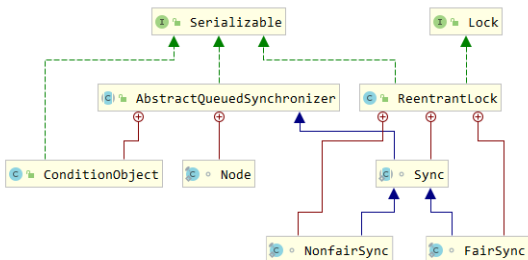 Serializable
Lock
AbstractQueuedSynchronizer
ReentrantLock
ConditionObject
Node
Sync
NonfairSync
FairSync